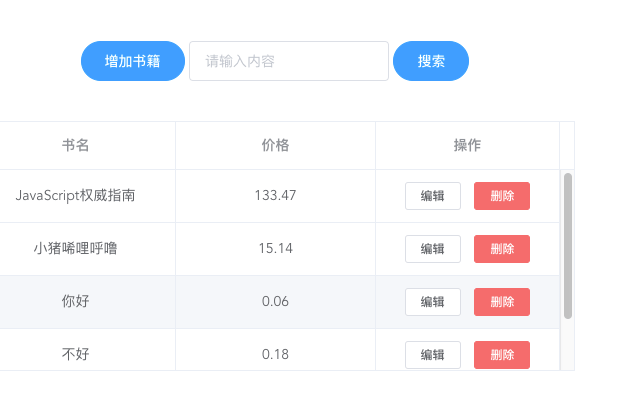 增加书籍 请输入内容 搜索
书名 价格 操作
JavaScript权威指南 133.47 编辑 删除
小猪唏哩呼噜 15.14 编辑 删除
你好 0.06 编辑 删除
不好 0.18 编辑 删除